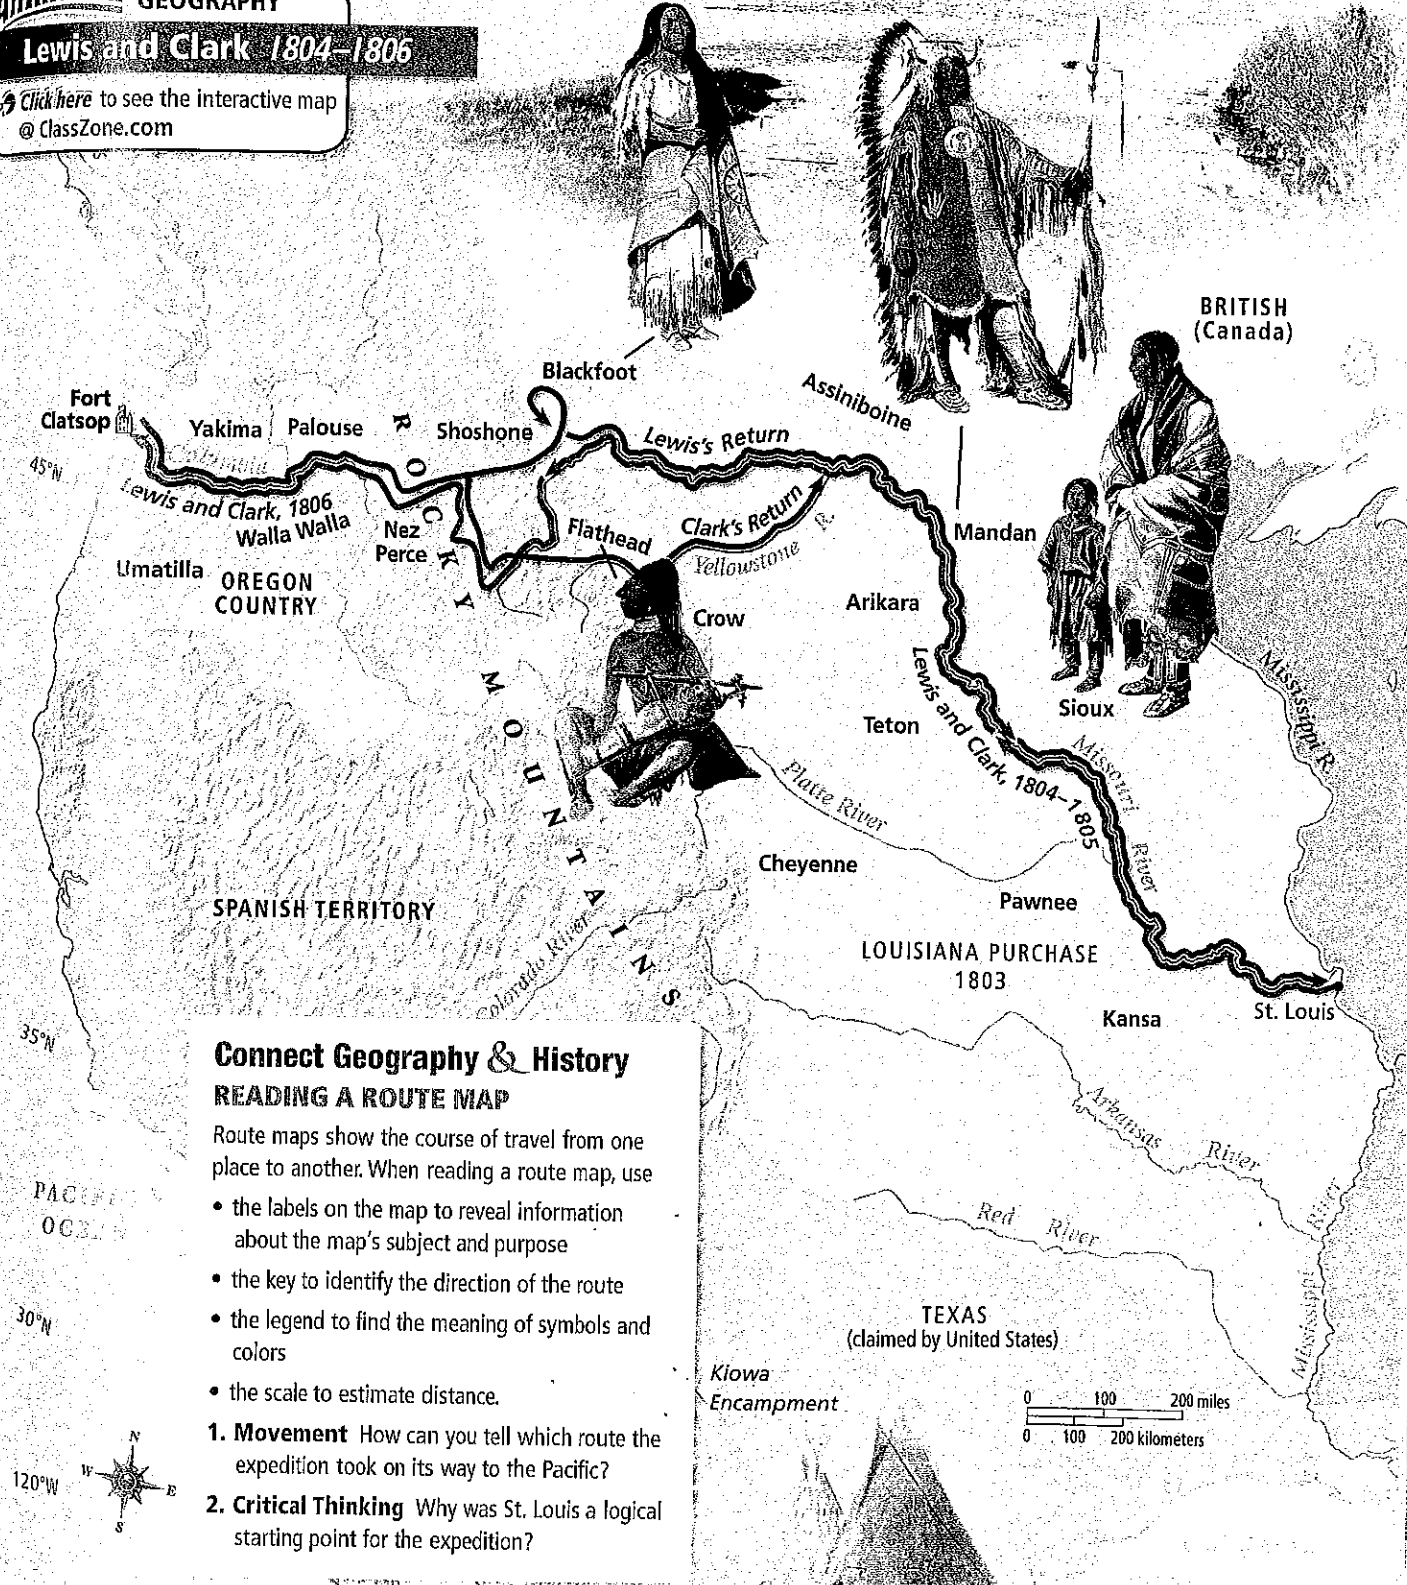 GEOGRAPHY
Lewis and Clark 1804–1806
Click here to see the interactive map
@ ClassZone.com
BRITISH
(Canada)
Blackfoot
Assiniboine
Fort
Clatsop
Yakima
Palouse
ROCKY MOUNTAINS
Shoshone
Lewis's Return
45°N
Columbia
Lewis and Clark, 1806
Walla Walla
Nez
Perce
Flathead
Clark's Return
Yellowstone R.
Mandan
Umatilla
OREGON
COUNTRY
Crow
Arikara
Sioux
Mississippi R.
Teton
Lewis and Clark, 1804–1805
Missouri River
Platte River
Cheyenne
Pawnee
SPANISH TERRITORY
Colorado River
LOUISIANA PURCHASE
1803
Kansa
St. Louis
35°N
Connect Geography & History
READING A ROUTE MAP
Route maps show the course of travel from one
place to another. When reading a route map, use
• the labels on the map to reveal information
about the map's subject and purpose
• the key to identify the direction of the route
• the legend to find the meaning of symbols and
colors
• the scale to estimate distance.
1. Movement How can you tell which route the
expedition took on its way to the Pacific?
2. Critical Thinking Why was St. Louis a logical
starting point for the expedition?
Arkansas River
Red River
Mississippi River
PACIFIC
OCEAN
30°N
TEXAS
(claimed by United States)
Kiowa
Encampment
0 100 200 miles
0 100 200 kilometers
120°W
N
W
E
S